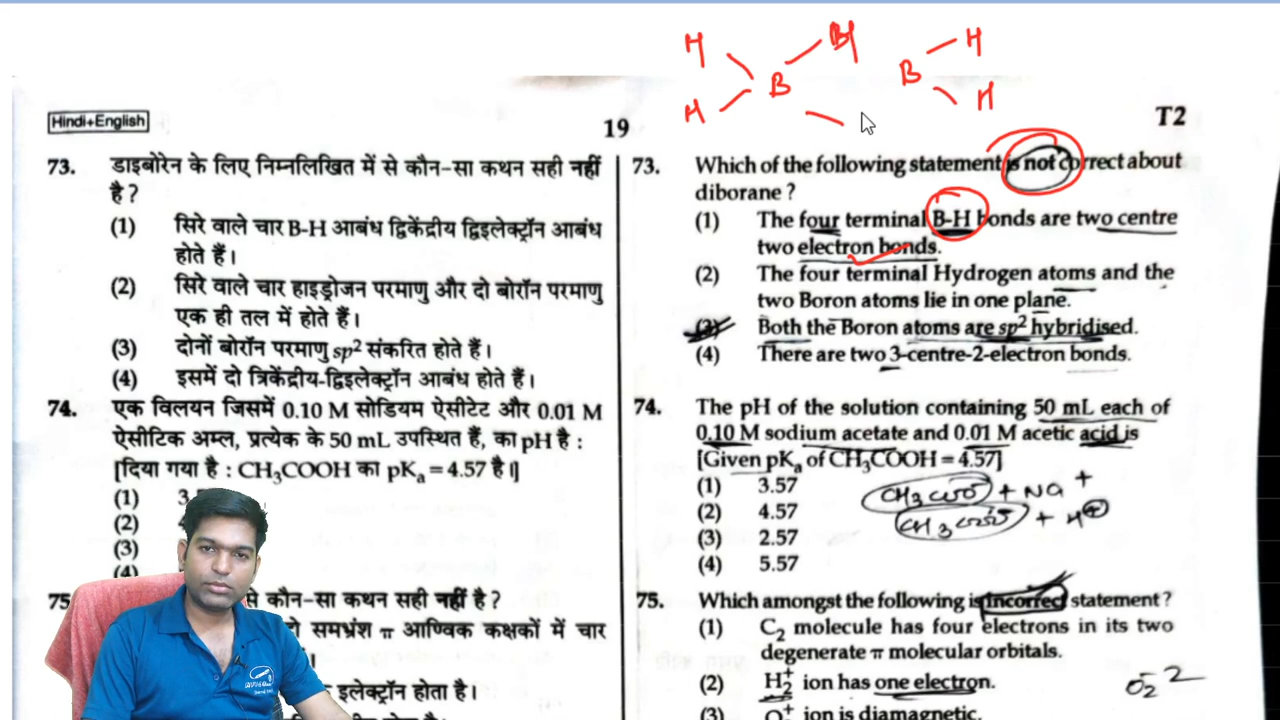 H
B
H
H
B
B
H
H
Hindi+English
19
T2
73. डाइबोरेन के लिए निम्नलिखित में से कौन-सा कथन सही नहीं
है ?
(1) सिरे वाले चार B-H आबंध द्विकेंद्रीय द्विइलेक्ट्रॉन आबंध
होते हैं।
(2) सिरे वाले चार हाइड्रोजन परमाणु और दो बोरॉन परमाणु
एक ही तल में होते हैं।
(3) दोनों बोरॉन परमाणु sp² संकरित होते हैं।
(4) इसमें दो त्रिकेंद्रीय-द्विइलेक्ट्रॉन आबंध होते हैं।
74. एक विलयन जिसमें 0.10 M सोडियम ऐसीटेट और 0.01 M
ऐसीटिक अम्ल, प्रत्येक के 50 mL उपस्थित हैं, का pH है :
[दिया गया है : CH₃COOH का pKₐ = 4.57 है।]
(1)
(2)
(3)
(4)
75
से कौन-सा कथन सही नहीं है ?
समभ्रंश π आण्विक कक्षकों में चार
इलेक्ट्रॉन होता है।
73. Which of the following statement is not correct about
diborane ?
(1) The four terminal B-H bonds are two centre
two electron bonds.
(2) The four terminal Hydrogen atoms and the
two Boron atoms lie in one plane.
(3) Both the Boron atoms are sp² hybridised.
(4) There are two 3-centre-2-electron bonds.
74. The pH of the solution containing 50 mL each of
0.10 M sodium acetate and 0.01 M acetic acid is
[Given pKₐ of CH₃COOH = 4.57]
(1) 3.57
(2) 4.57
(3) 2.57
(4) 5.57
CH₃COO⁻ + Na⁺
CH₃COO⁻ + H⁺
75. Which amongst the following is incorrect statement ?
(1) C₂ molecule has four electrons in its two
degenerate π molecular orbitals.
(2) H₂⁺ ion has one electron.
(3) O₂⁺ ion is diamagnetic.